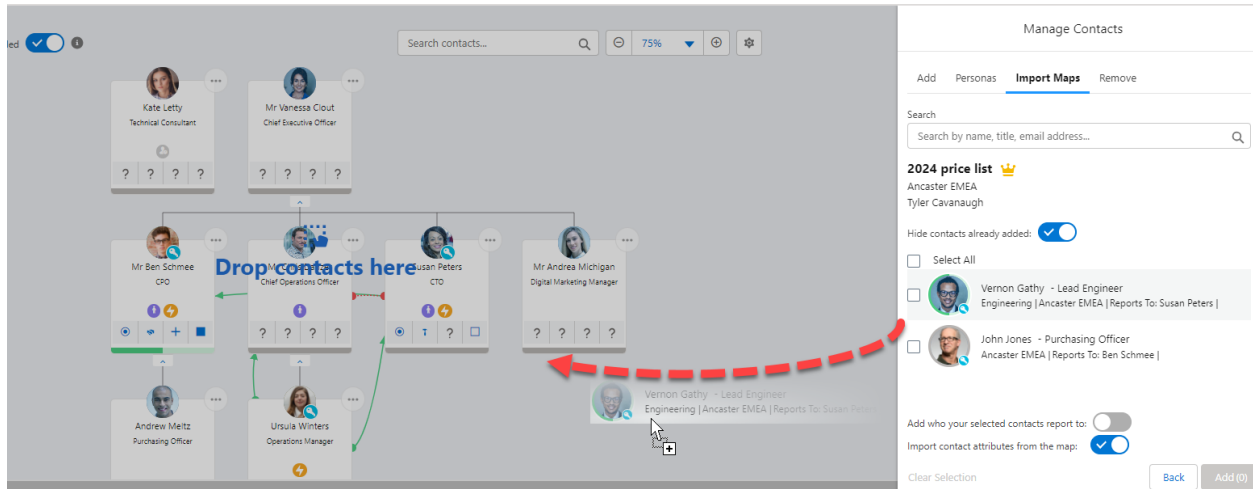 led
Search contacts...
75%
Kate Letty
Technical Consultant
? ? ? ?
Mr Vanessa Clout
Chief Executive Officer
? ? ? ?
Drop contacts here
Mr Ben Schmee
CPO
Mr Chris
Chief Operations Officer
? ? ? ?
Susan Peters
CTO
T ?
Mr Andrea Michigan
Digital Marketing Manager
? ? ? ?
Andrew Meltz
Purchasing Officer
Ursula Winters
Operations Manager
Vernon Gathy - Lead Engineer
Engineering | Ancaster EMEA | Reports To: Susan Peters
Manage Contacts
Add Personas Import Maps Remove
Search
Search by name, title, email address...
2024 price list
Ancaster EMEA
Tyler Cavanaugh
Hide contacts already added:
Select All
Vernon Gathy - Lead Engineer
Engineering | Ancaster EMEA | Reports To: Susan Peters |
John Jones - Purchasing Officer
Ancaster EMEA | Reports To: Ben Schmee |
Add who your selected contacts report to:
Import contact attributes from the map:
Clear Selection
Back
Add (0)